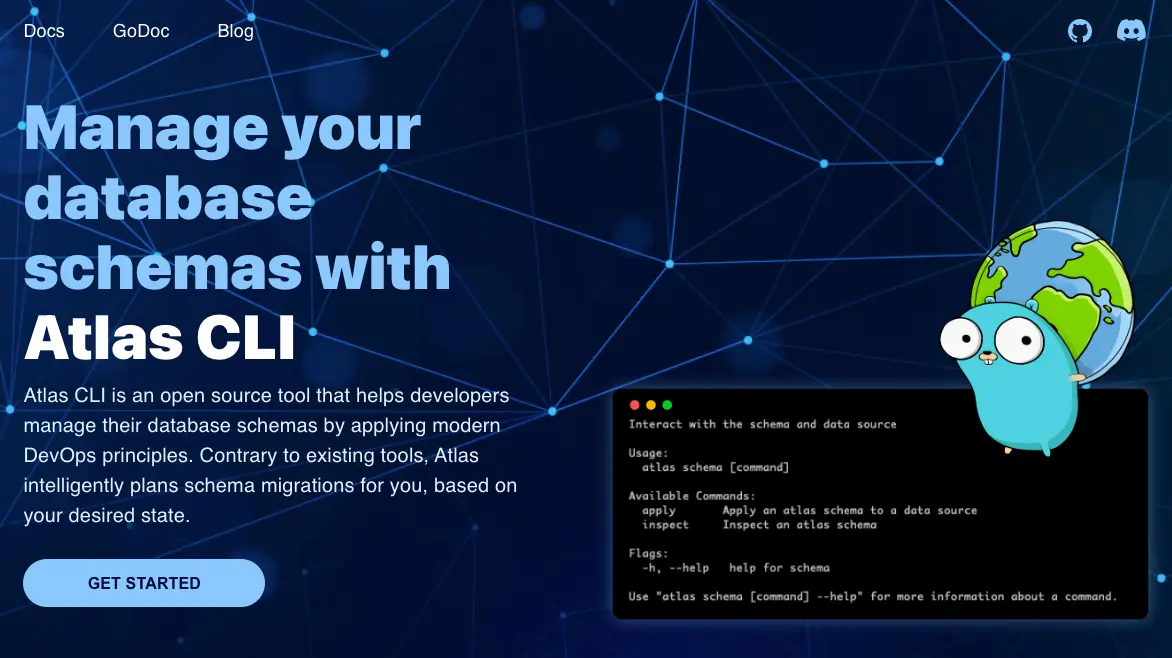 Docs GoDoc Blog
Manage your
database
schemas with
Atlas CLI
Atlas CLI is an open source tool that helps developers
manage their database schemas by applying modern
DevOps principles. Contrary to existing tools, Atlas
intelligently plans schema migrations for you, based on
your desired state.
GET STARTED
Interact with the schema and data source
Usage:
atlas schema [command]
Available Commands:
apply Apply an atlas schema to a data source
inspect Inspect an atlas schema
Flags:
-h, --help help for schema
Use "atlas schema [command] --help" for more information about a command.